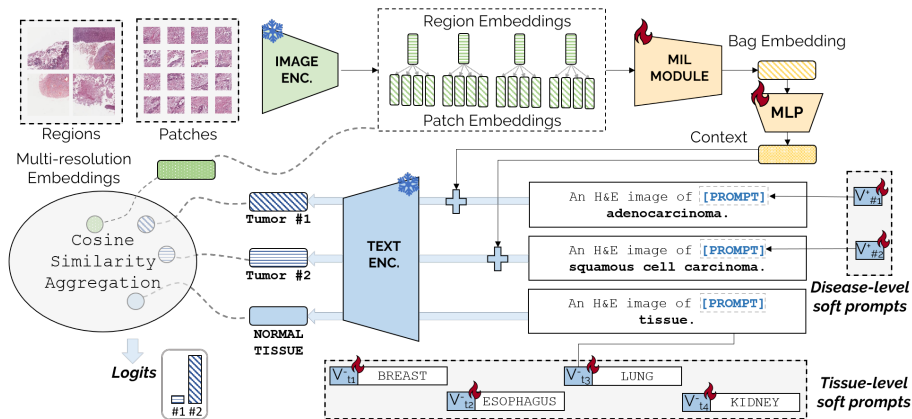 Regions
Patches
IMAGE
ENC.
Region Embeddings
Patch Embeddings
MIL
MODULE
Bag Embedding
MLP
Context
Multi-resolution
Embeddings
Cosine
Similarity
Aggregation
Tumor #1
Tumor #2
NORMAL
TISSUE
TEXT
ENC.
An H&E image of [PROMPT]
adenocarcinoma.
An H&E image of [PROMPT]
squamous cell carcinoma.
An H&E image of [PROMPT]
tissue.
V+#1
V+#2
Disease-level
soft prompts
Logits
#1 #2
V-t1 BREAST
V-t2 ESOPHAGUS
V-t3 LUNG
V-t4 KIDNEY
Tissue-level
soft prompts